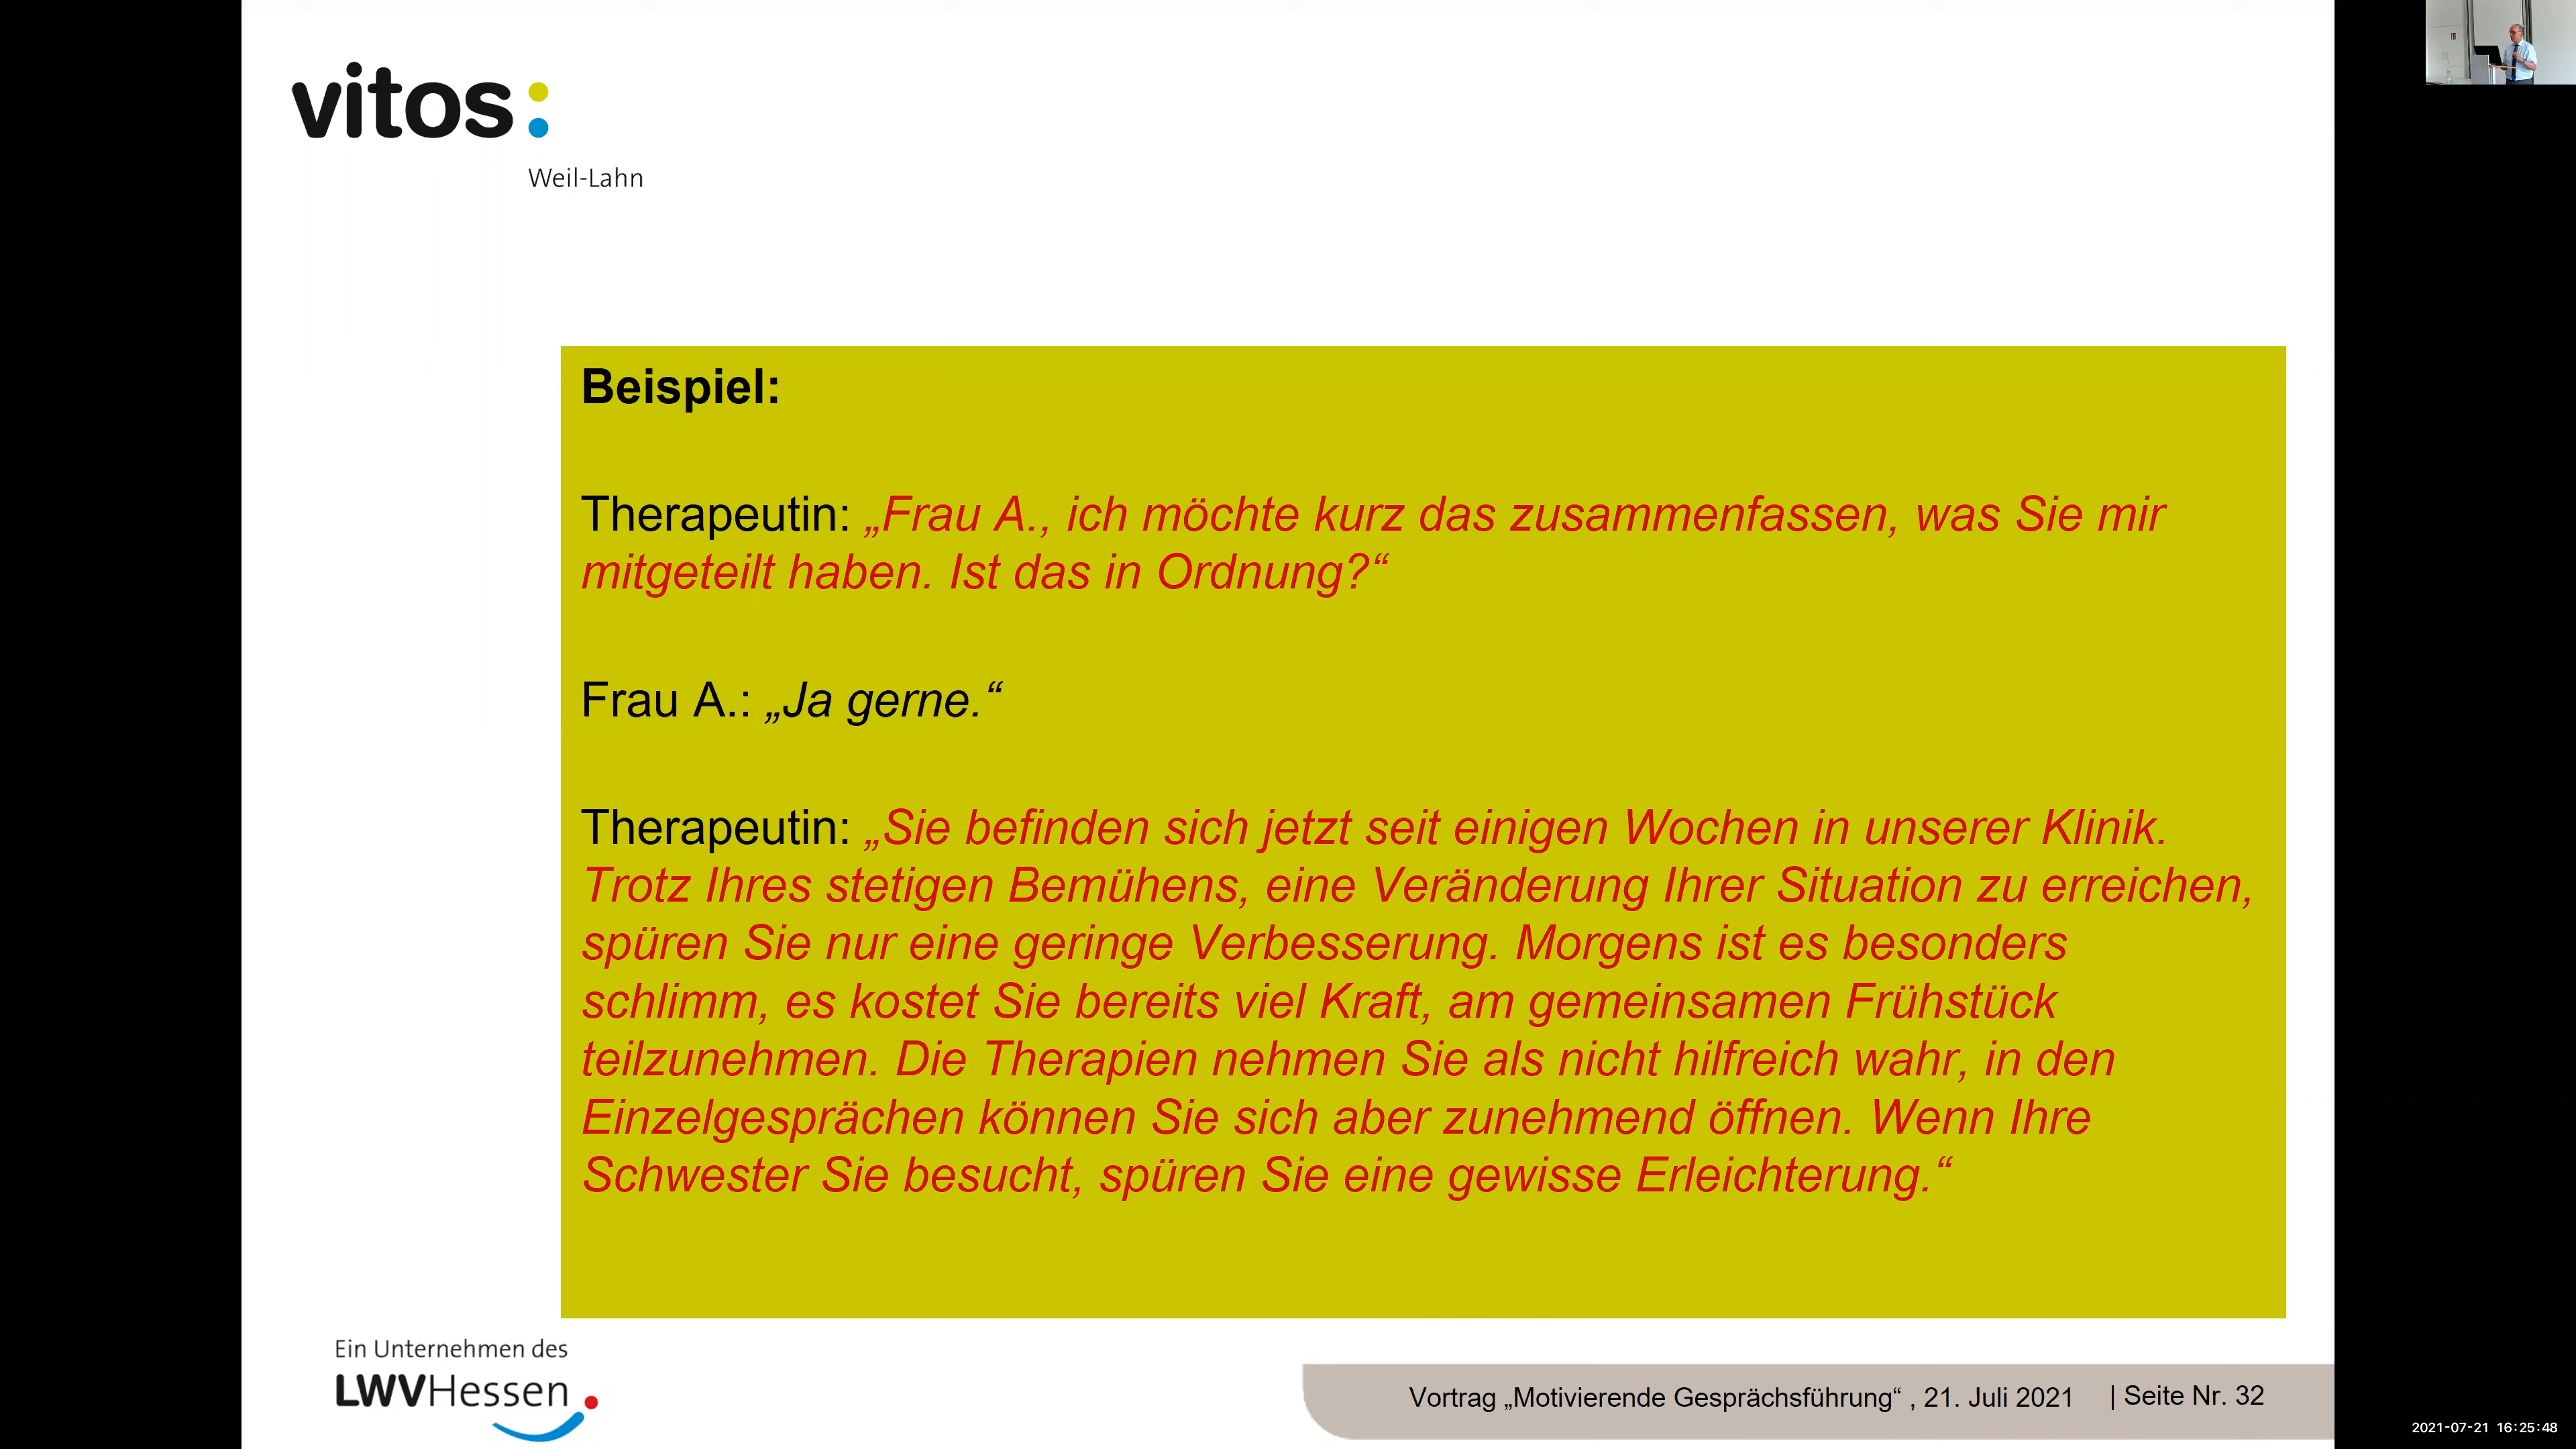 vitos:
Weil-Lahn
Beispiel:
Therapeutin: „Frau A., ich möchte kurz das zusammenfassen, was Sie mir
mitgeteilt haben. Ist das in Ordnung?“
Frau A.: „Ja gerne.“
Therapeutin: „Sie befinden sich jetzt seit einigen Wochen in unserer Klinik.
Trotz Ihres stetigen Bemühens, eine Veränderung Ihrer Situation zu erreichen,
spüren Sie nur eine geringe Verbesserung. Morgens ist es besonders
schlimm, es kostet Sie bereits viel Kraft, am gemeinsamen Frühstück
teilzunehmen. Die Therapien nehmen Sie als nicht hilfreich wahr, in den
Einzelgesprächen können Sie sich aber zunehmend öffnen. Wenn Ihre
Schwester Sie besucht, spüren Sie eine gewisse Erleichterung.“
Ein Unternehmen des
LWVHessen
Vortrag „Motivierende Gesprächsführung“ , 21. Juli 2021 | Seite Nr. 32
2021-07-21 16:25:48